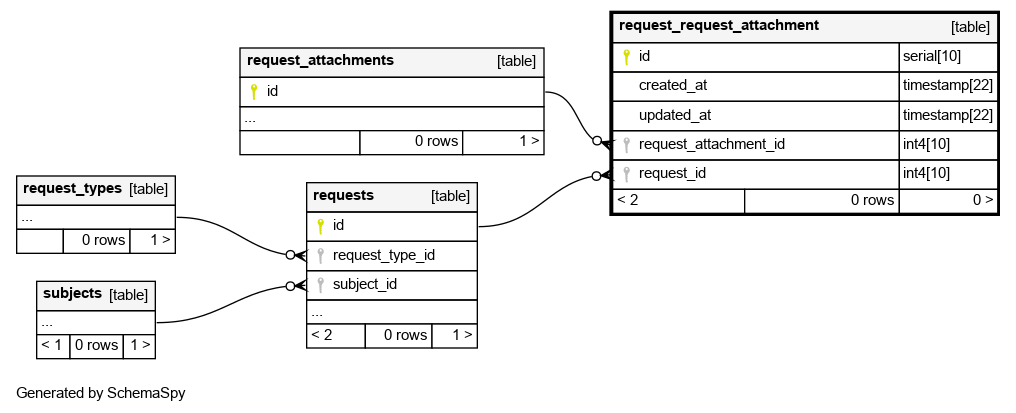 request_request_attachment [table]
id serial[10]
created_at timestamp[22]
updated_at timestamp[22]
request_attachment_id int4[10]
request_id int4[10]
< 2 0 rows 0 >
request_attachments [table]
id
...
0 rows 1 >
request_types [table]
...
0 rows 1 >
requests [table]
id
request_type_id
subject_id
...
< 2 0 rows 1 >
subjects [table]
...
< 1 0 rows 1 >
Generated by SchemaSpy